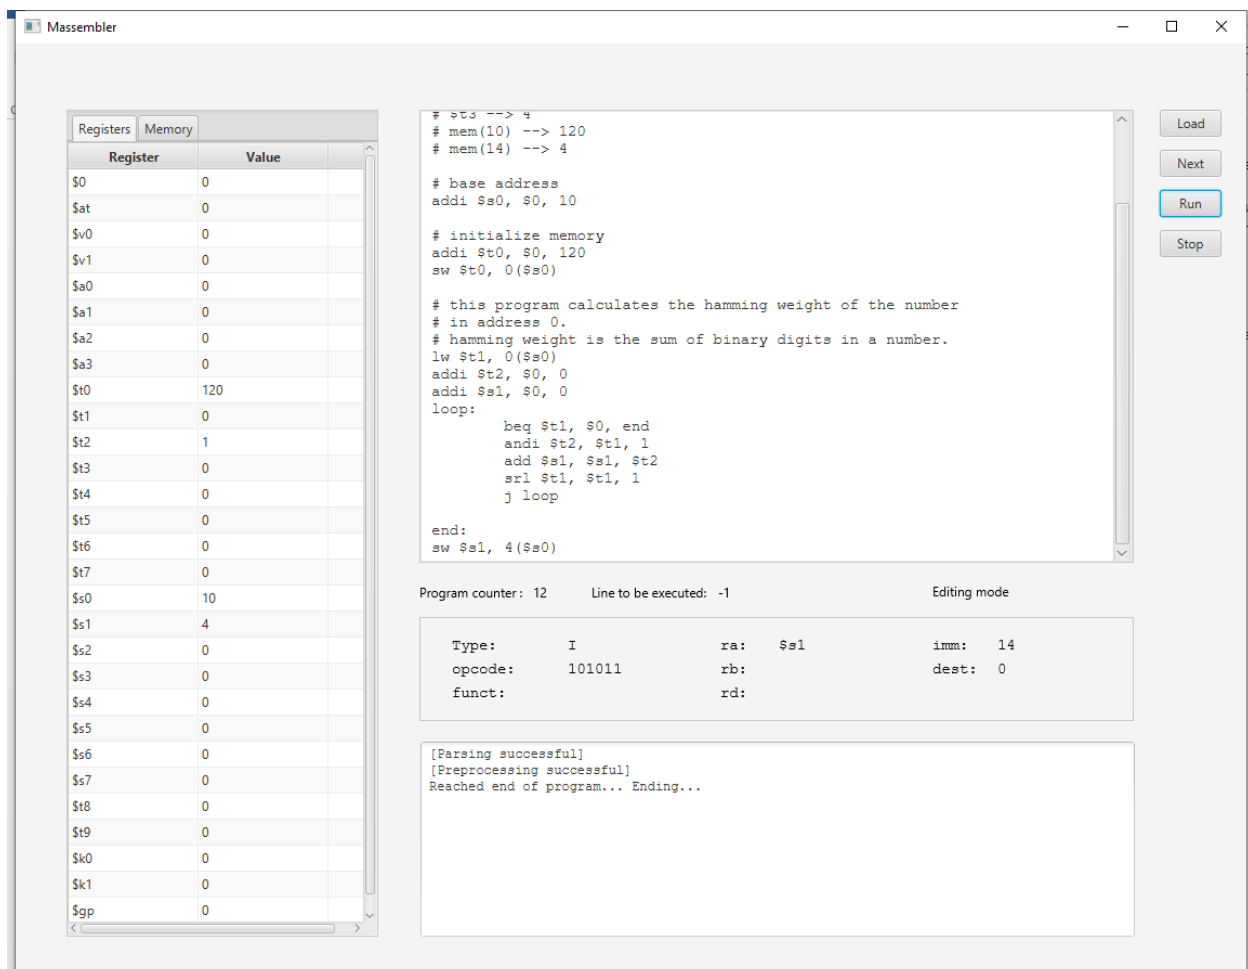 Massembler
Registers Memory
Register Value
$0 0
$at 0
$v0 0
$v1 0
$a0 0
$a1 0
$a2 0
$a3 0
$t0 120
$t1 0
$t2 1
$t3 0
$t4 0
$t5 0
$t6 0
$t7 0
$s0 10
$s1 4
$s2 0
$s3 0
$s4 0
$s5 0
$s6 0
$s7 0
$t8 0
$t9 0
$k0 0
$k1 0
$gp 0
# $t3 --> 4
# mem(10) --> 120
# mem(14) --> 4
# base address
addi $s0, $0, 10
# initialize memory
addi $t0, $0, 120
sw $t0, 0($s0)
# this program calculates the hamming weight of the number
# in address 0.
# hamming weight is the sum of binary digits in a number.
lw $t1, 0($s0)
addi $t2, $0, 0
addi $s1, $0, 0
loop:
beq $t1, $0, end
andi $t2, $t1, 1
add $s1, $s1, $t2
srl $t1, $t1, 1
j loop
end:
sw $s1, 4($s0)
Load
Next
Run
Stop
Program counter: 12 Line to be executed: -1 Editing mode
Type: I ra: $s1 imm: 14
opcode: 101011 rb: dest: 0
funct: rd:
[Parsing successful]
[Preprocessing successful]
Reached end of program... Ending...